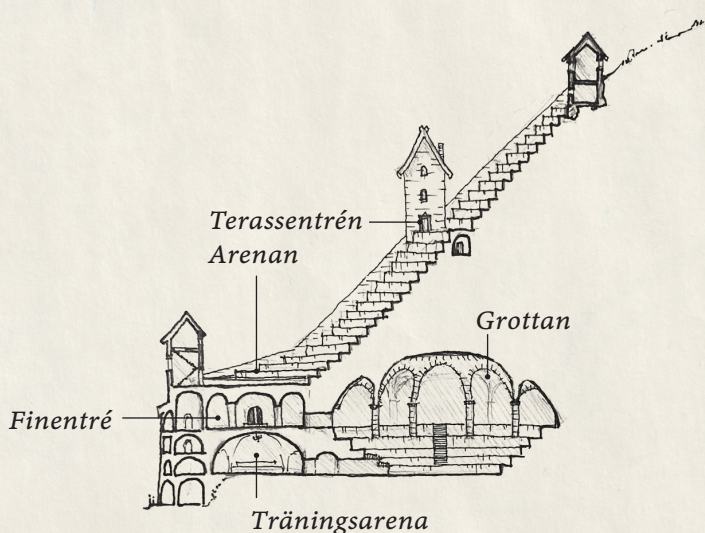 Terassentrén
Arenan
Grottan
Finentré
Träningsarena